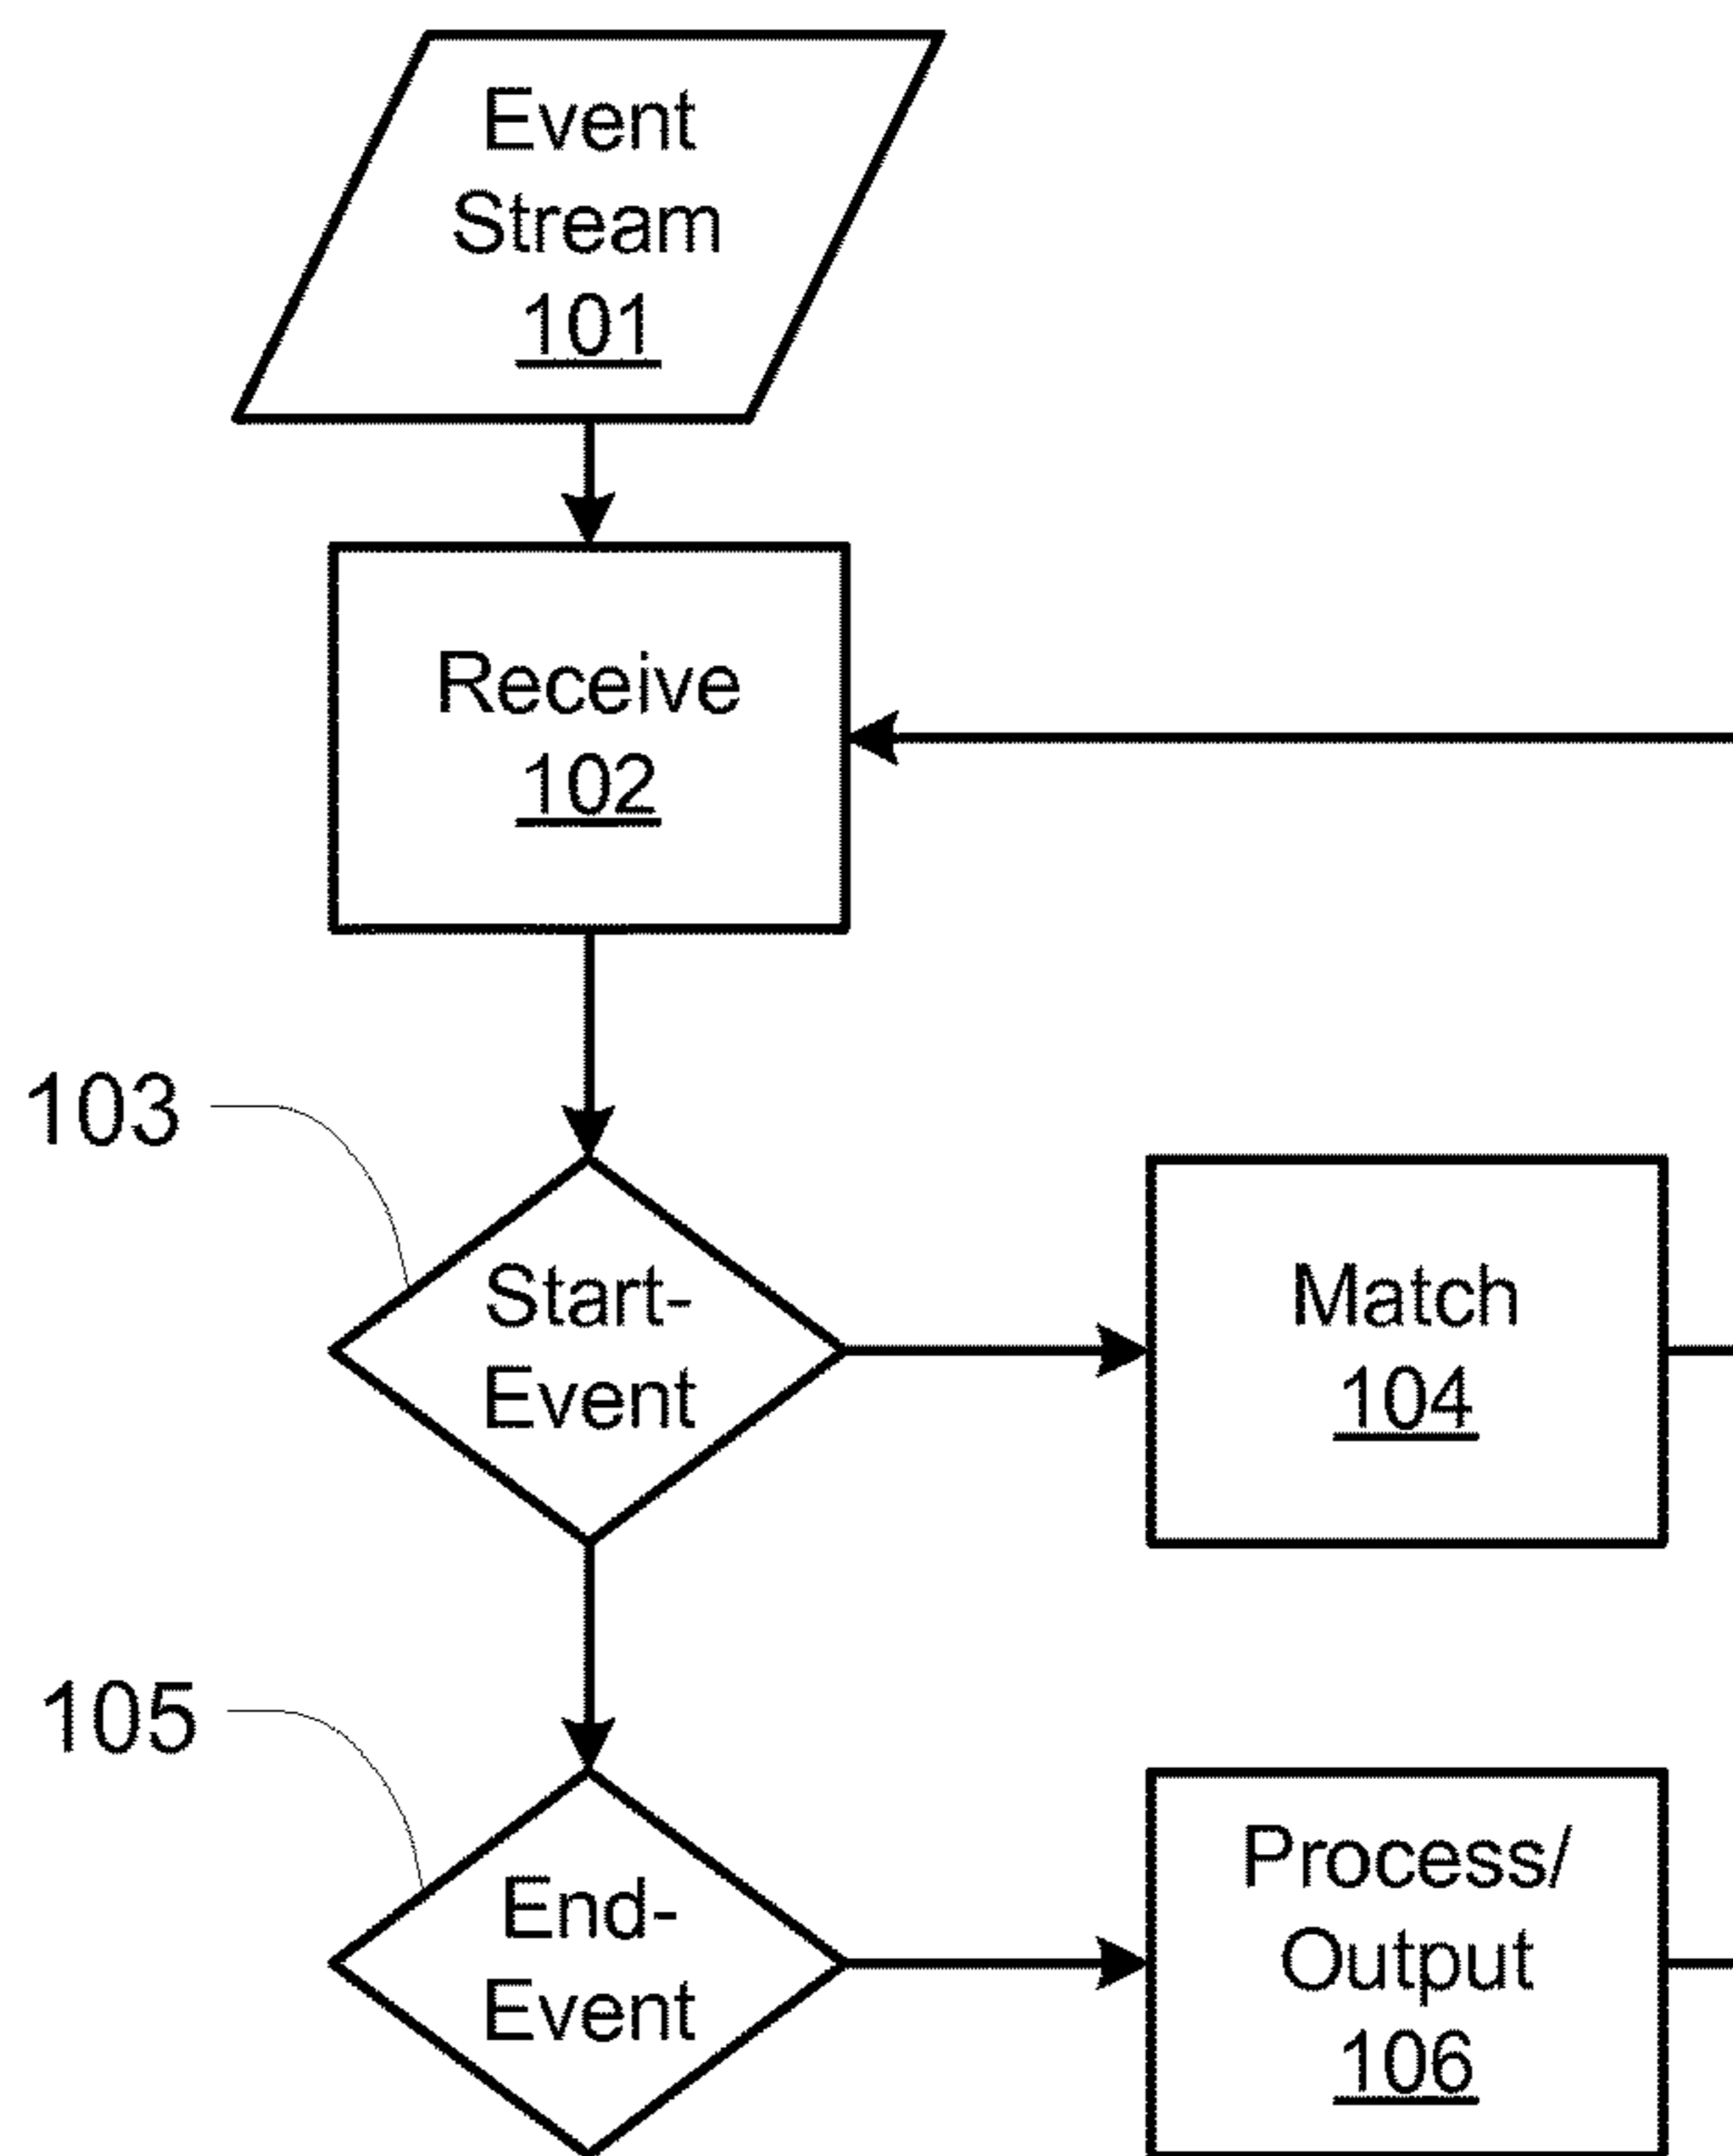 Event
Stream
101
Receive
102
103
Start-
Event
Match
104
105
End-
Event
Process/
Output
106